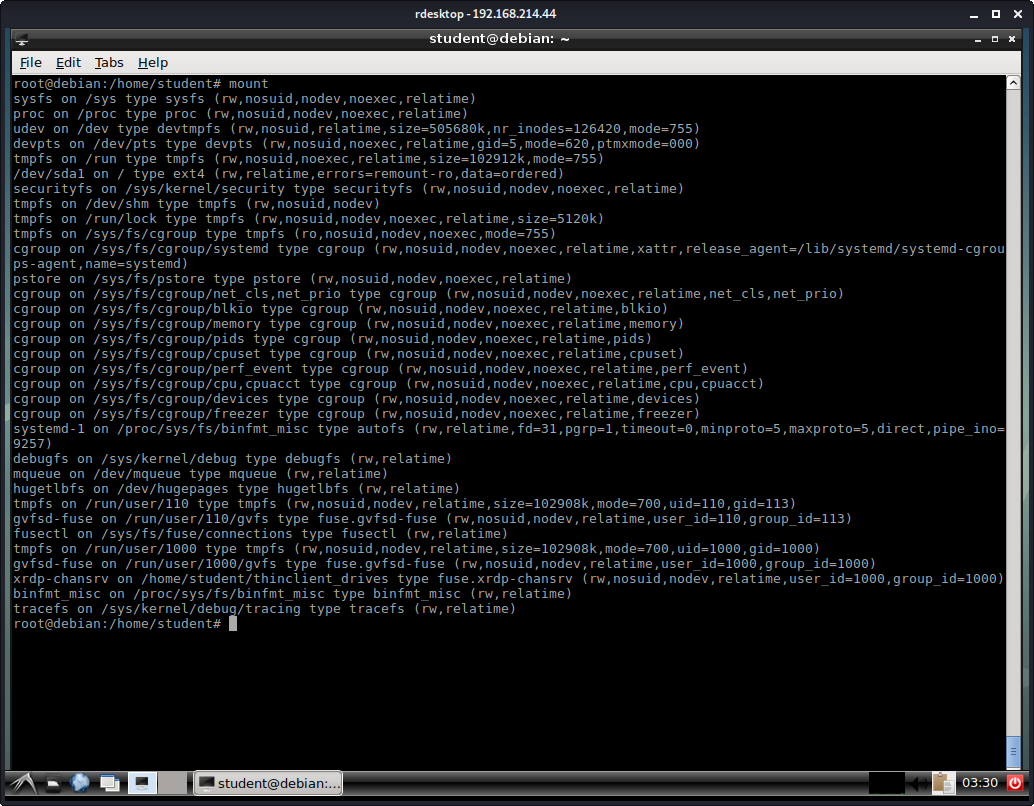 rdesktop - 192.168.214.44
student@debian: ~
File Edit Tabs Help
root@debian:/home/student# mount
sysfs on /sys type sysfs (rw,nosuid,nodev,noexec,relatime)
proc on /proc type proc (rw,nosuid,nodev,noexec,relatime)
udev on /dev type devtmpfs (rw,nosuid,relatime,size=505680k,nr_inodes=126420,mode=755)
devpts on /dev/pts type devpts (rw,nosuid,noexec,relatime,gid=5,mode=620,ptmxmode=000)
tmpfs on /run type tmpfs (rw,nosuid,noexec,relatime,size=102912k,mode=755)
/dev/sda1 on / type ext4 (rw,relatime,errors=remount-ro,data=ordered)
securityfs on /sys/kernel/security type securityfs (rw,nosuid,nodev,noexec,relatime)
tmpfs on /dev/shm type tmpfs (rw,nosuid,nodev)
tmpfs on /run/lock type tmpfs (rw,nosuid,nodev,noexec,relatime,size=5120k)
tmpfs on /sys/fs/cgroup type tmpfs (ro,nosuid,nodev,noexec,mode=755)
cgroup on /sys/fs/cgroup/systemd type cgroup (rw,nosuid,nodev,noexec,relatime,xattr,release_agent=/lib/systemd/systemd-cgrou
ps-agent,name=systemd)
pstore on /sys/fs/pstore type pstore (rw,nosuid,nodev,noexec,relatime)
cgroup on /sys/fs/cgroup/net_cls,net_prio type cgroup (rw,nosuid,nodev,noexec,relatime,net_cls,net_prio)
cgroup on /sys/fs/cgroup/blkio type cgroup (rw,nosuid,nodev,noexec,relatime,blkio)
cgroup on /sys/fs/cgroup/memory type cgroup (rw,nosuid,nodev,noexec,relatime,memory)
cgroup on /sys/fs/cgroup/pids type cgroup (rw,nosuid,nodev,noexec,relatime,pids)
cgroup on /sys/fs/cgroup/cpuset type cgroup (rw,nosuid,nodev,noexec,relatime,cpuset)
cgroup on /sys/fs/cgroup/perf_event type cgroup (rw,nosuid,nodev,noexec,relatime,perf_event)
cgroup on /sys/fs/cgroup/cpu,cpuacct type cgroup (rw,nosuid,nodev,noexec,relatime,cpu,cpuacct)
cgroup on /sys/fs/cgroup/devices type cgroup (rw,nosuid,nodev,noexec,relatime,devices)
cgroup on /sys/fs/cgroup/freezer type cgroup (rw,nosuid,nodev,noexec,relatime,freezer)
systemd-1 on /proc/sys/fs/binfmt_misc type autofs (rw,relatime,fd=31,pgrp=1,timeout=0,minproto=5,maxproto=5,direct,pipe_ino=
9257)
debugfs on /sys/kernel/debug type debugfs (rw,relatime)
mqueue on /dev/mqueue type mqueue (rw,relatime)
hugetlbfs on /dev/hugepages type hugetlbfs (rw,relatime)
tmpfs on /run/user/110 type tmpfs (rw,nosuid,nodev,relatime,size=102908k,mode=700,uid=110,gid=113)
gvfsd-fuse on /run/user/110/gvfs type fuse.gvfsd-fuse (rw,nosuid,nodev,relatime,user_id=110,group_id=113)
fusectl on /sys/fs/fuse/connections type fusectl (rw,relatime)
tmpfs on /run/user/1000 type tmpfs (rw,nosuid,nodev,relatime,size=102908k,mode=700,uid=1000,gid=1000)
gvfsd-fuse on /run/user/1000/gvfs type fuse.gvfsd-fuse (rw,nosuid,nodev,relatime,user_id=1000,group_id=1000)
xrdp-chansrv on /home/student/thinclient_drives type fuse.xrdp-chansrv (rw,nosuid,nodev,relatime,user_id=1000,group_id=1000)
binfmt_misc on /proc/sys/fs/binfmt_misc type binfmt_misc (rw,relatime)
tracefs on /sys/kernel/debug/tracing type tracefs (rw,relatime)
root@debian:/home/student#
student@debian:... 03:30